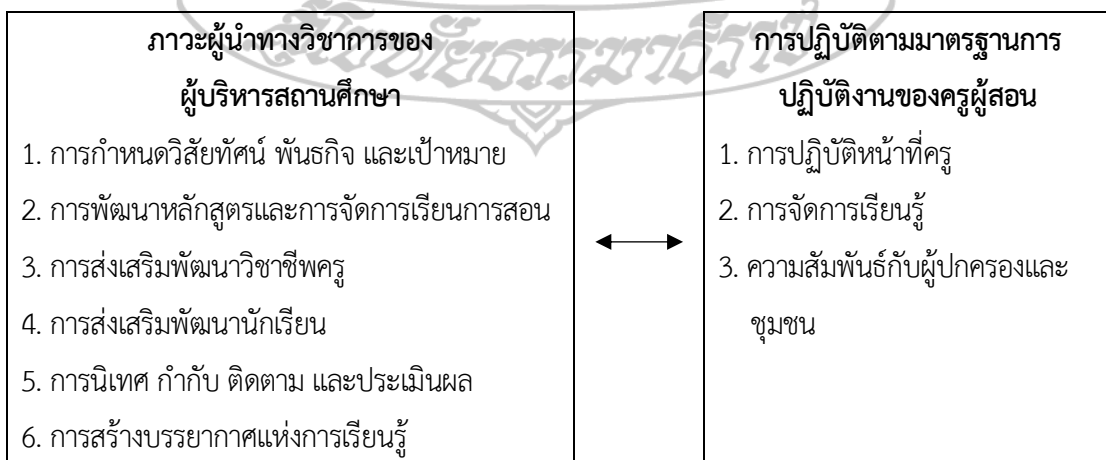 ภาวะผู้นำทางวิชาการของ
ผู้บริหารสถานศึกษา
1. การกำหนดวิสัยทัศน์ พันธกิจ และเป้าหมาย
2. การพัฒนาหลักสูตรและการจัดการเรียนการสอน
3. การส่งเสริมพัฒนาวิชาชีพครู
4. การส่งเสริมพัฒนานักเรียน
5. การนิเทศ กำกับ ติดตาม และประเมินผล
6. การสร้างบรรยากาศแห่งการเรียนรู้
การปฏิบัติตามมาตรฐานการ
ปฏิบัติงานของครูผู้สอน
1. การปฏิบัติหน้าที่ครู
2. การจัดการเรียนรู้
3. ความสัมพันธ์กับผู้ปกครองและ
ชุมชน